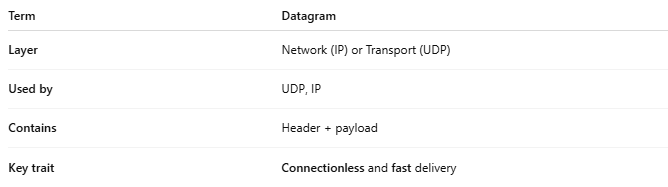 Term Datagram
Layer Network (IP) or Transport (UDP)
Used by UDP, IP
Contains Header + payload
Key trait Connectionless and fast delivery